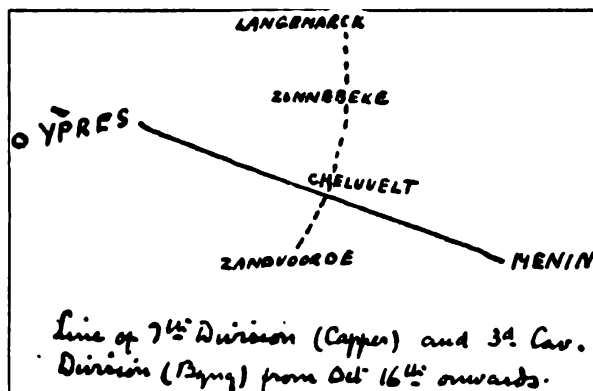 LANGEMARCK
ZONNEBEKE
YPRES
CHELUVELT
ZANDVOORDE
MENIN
Line of 7th Division (Capper) and 3d. Cav.
Division (Byng) from Oct 16th onwards.